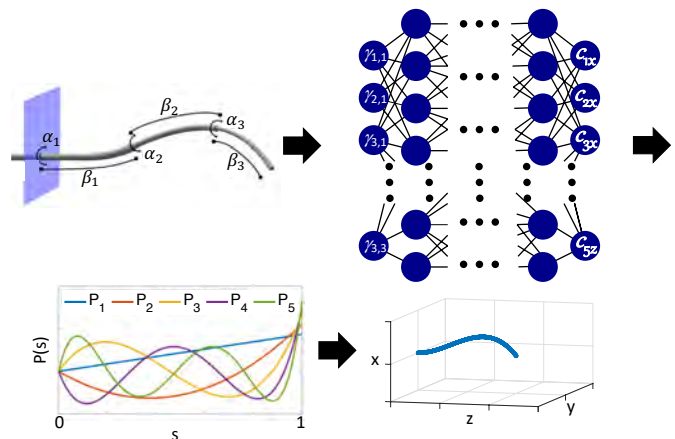 α₁
β₁
α₂
β₂
α₃
β₃
γ₁,₁
γ₂,₁
γ₃,₁
γ₃,₃
C₁ₓ
C₂ₓ
C₃ₓ
C₅z
P₁ P₂ P₃ P₄ P₅
P(s)
0 1
s
x
z
y